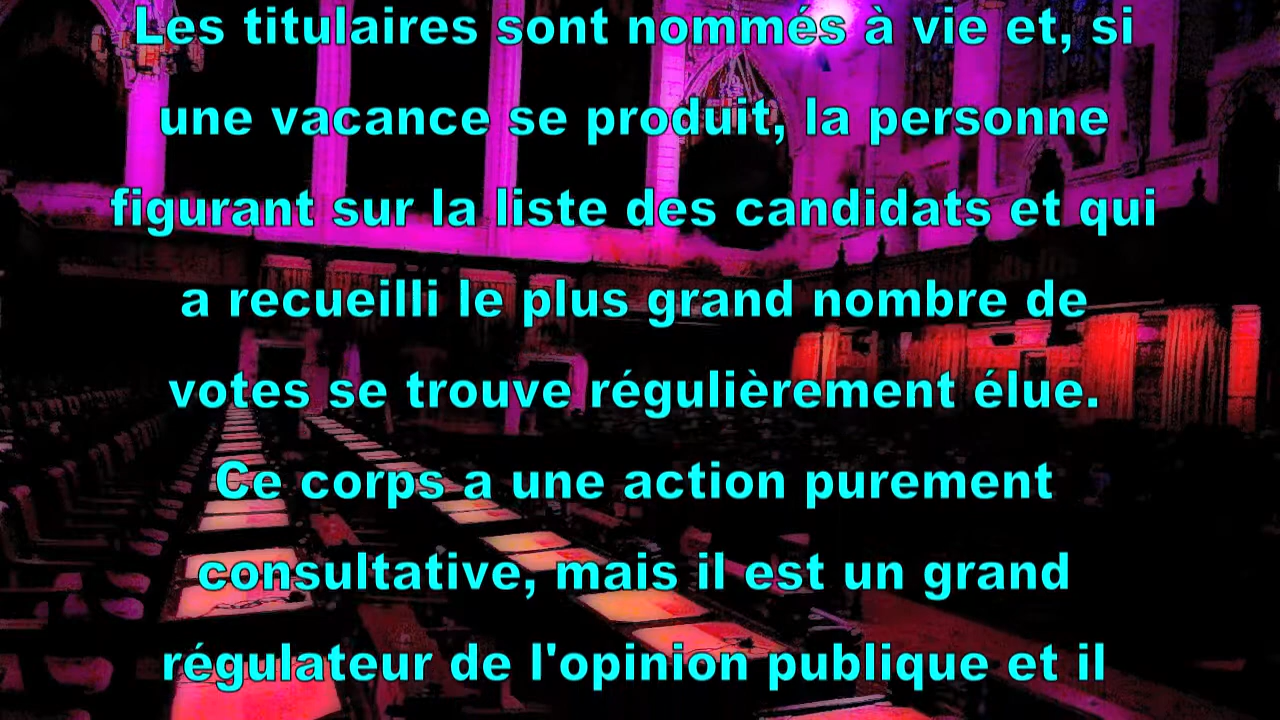 Les titulaires sont nommés à vie et, si
une vacance se produit, la personne
figurant sur la liste des candidats et qui
a recueilli le plus grand nombre de
votes se trouve régulièrement élue.
Ce corps a une action purement
consultative, mais il est un grand
régulateur de l'opinion publique et il